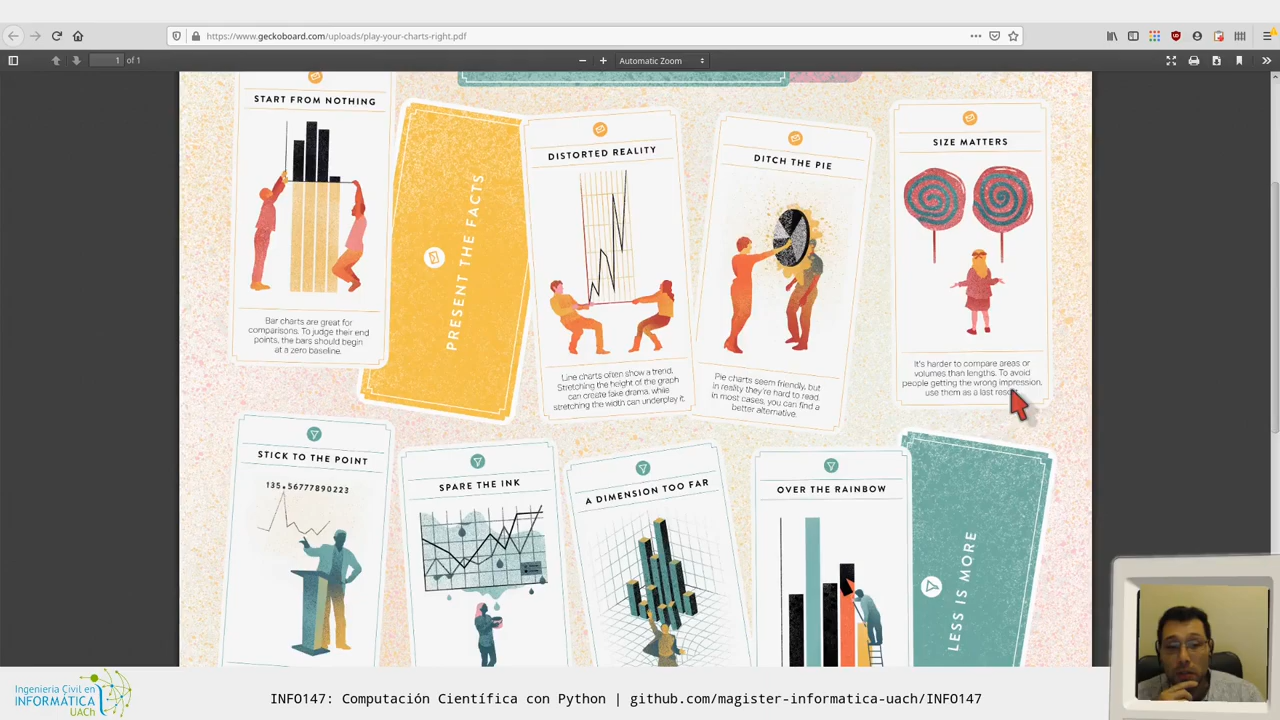 https://www.geckoboard.com/uploads/play-your-charts-right.pdf
1 of 1
Automatic Zoom
START FROM NOTHING
Bar charts are great for
comparisons. To judge their end
points, the bars should begin
at a zero baseline.
PRESENT THE FACTS
DISTORTED REALITY
Line charts often show a trend.
Stretching the height of the graph
can create fake drama, while
stretching the width can underplay it.
DITCH THE PIE
Pie charts seem friendly, but
in reality they're hard to read.
In most cases, you can find a
better alternative.
SIZE MATTERS
It's harder to compare areas or
volumes than lengths. To avoid
people getting the wrong impression,
use them as a last
STICK TO THE POINT
135.56777890223
SPARE THE INK
A DIMENSION TOO FAR
OVER THE RAINBOW
LESS IS MORE
Ingeniería Civil en
INFORMÁTICA
UACh
INFO147: Computación Científica con Python | github.com/magister-informatica-uach/INFO147